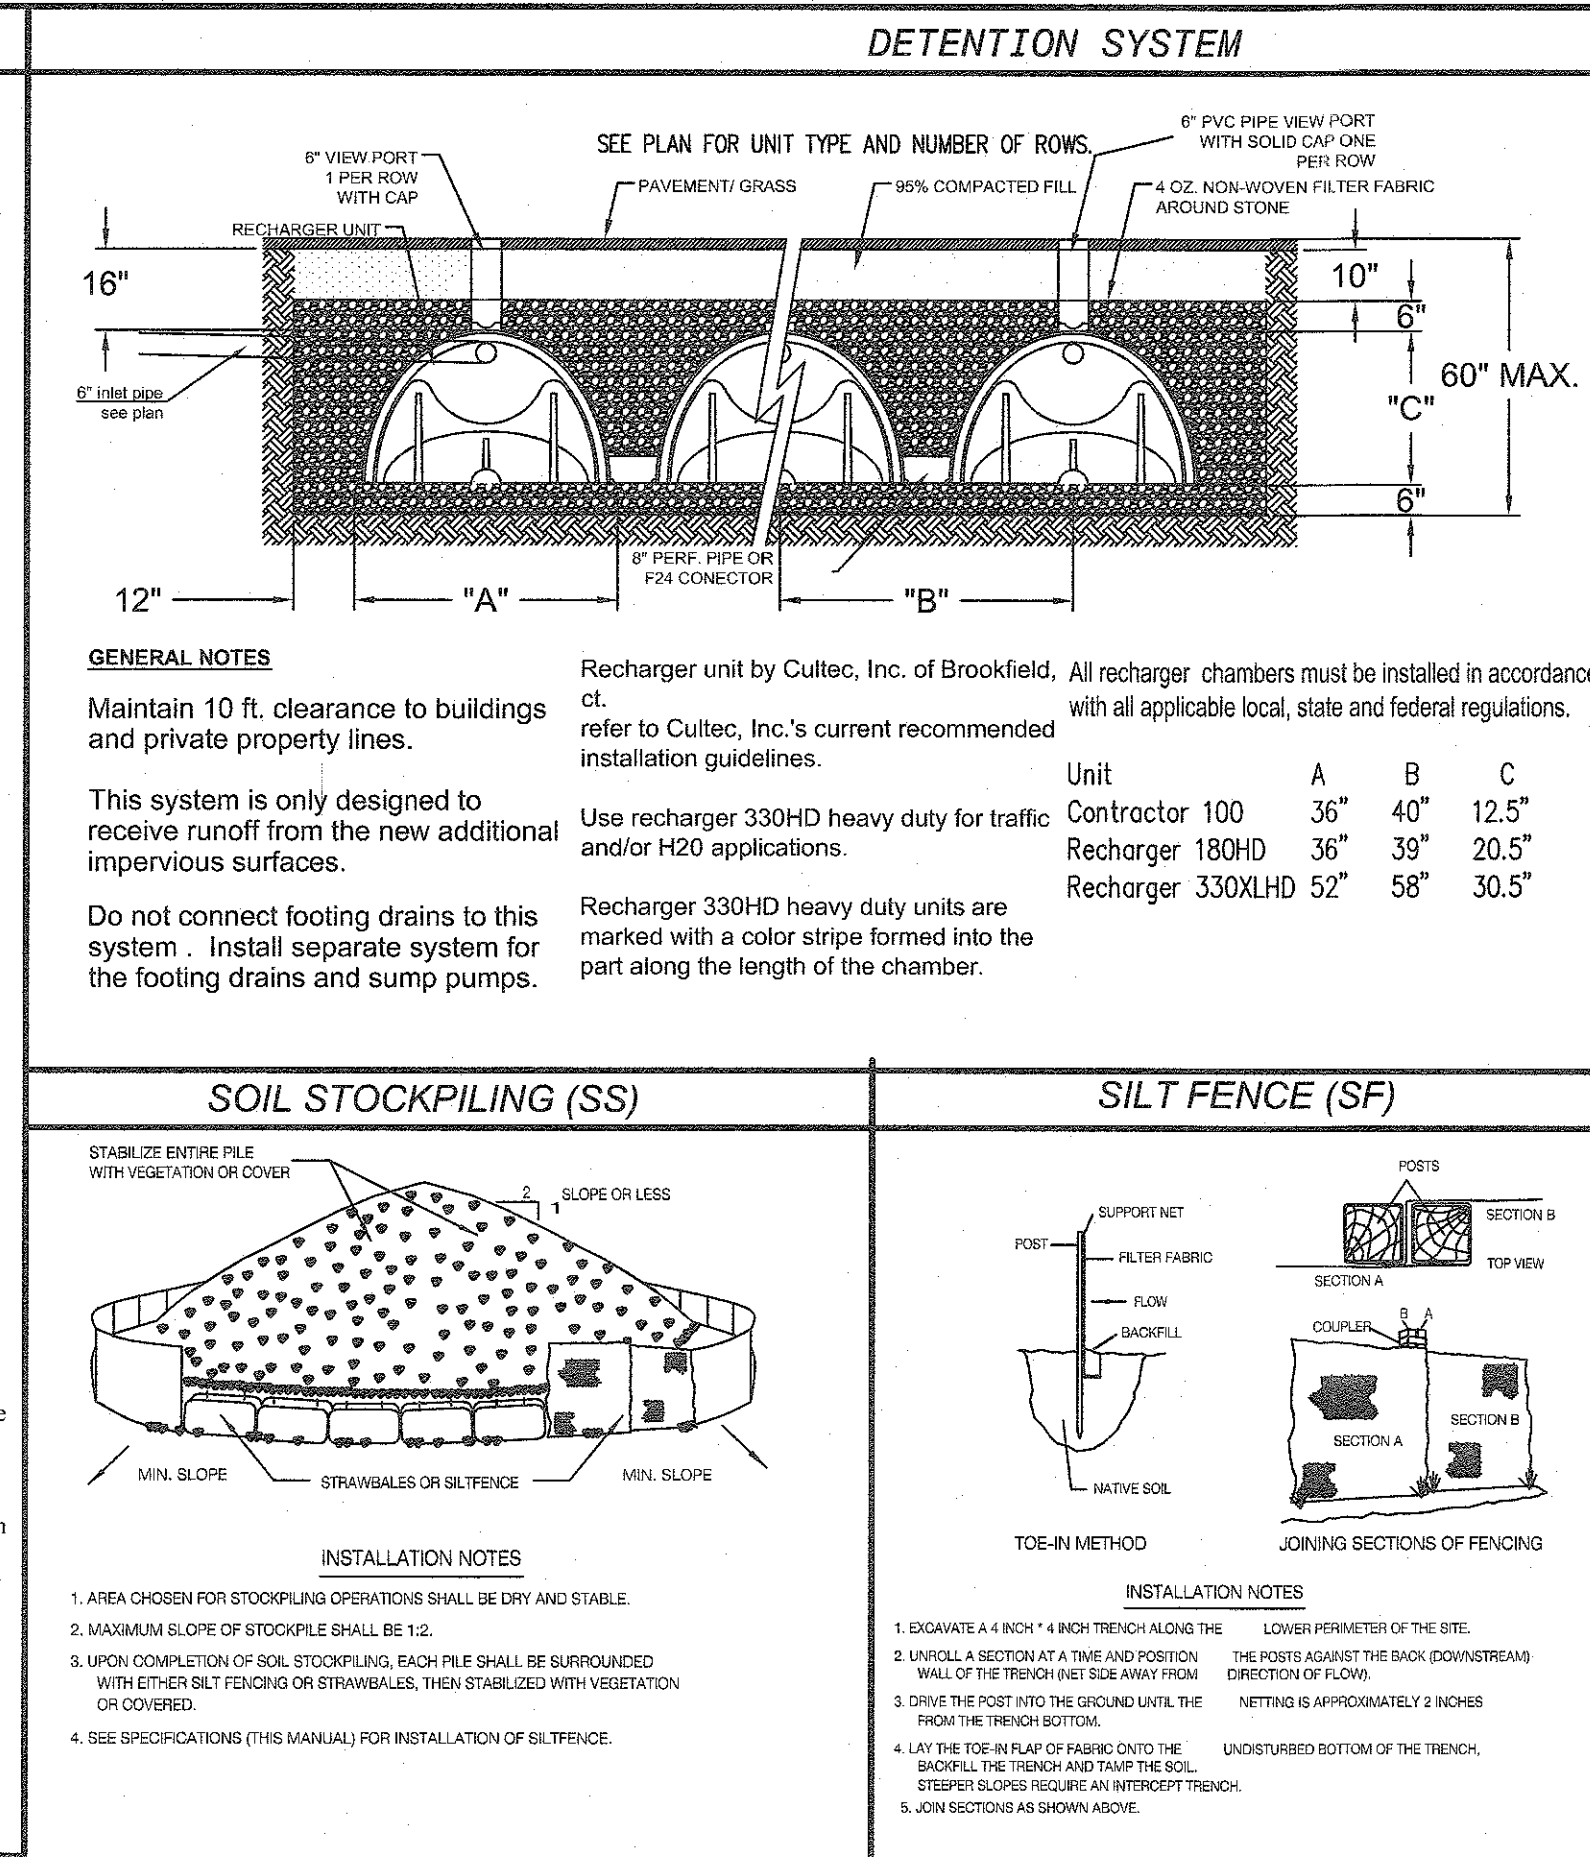 DETENTION SYSTEM
SEE PLAN FOR UNIT TYPE AND NUMBER OF ROWS.
6" VIEW PORT
1 PER ROW
WITH CAP
RECHARGER UNIT
PAVEMENT/ GRASS
95% COMPACTED FILL
6" PVC PIPE VIEW PORT
WITH SOLID CAP ONE
PER ROW
4 OZ. NON-WOVEN FILTER FABRIC
AROUND STONE
16"
10"
6"
60" MAX.
"C"
6"
6" inlet pipe
see plan
8" PERF. PIPE OR
F24 CONECTOR
12"
"A"
"B"
GENERAL NOTES
Maintain 10 ft. clearance to buildings
and private property lines.
This system is only designed to
receive runoff from the new additional
impervious surfaces.
Do not connect footing drains to this
system . Install separate system for
the footing drains and sump pumps.
Recharger unit by Cultec, Inc. of Brookfield,
ct.
refer to Cultec, Inc.'s current recommended
installation guidelines.
Use recharger 330HD heavy duty for traffic
and/or H20 applications.
Recharger 330HD heavy duty units are
marked with a color stripe formed into the
part along the length of the chamber.
All recharger chambers must be installed in accordance
with all applicable local, state and federal regulations.
Unit A B C
Contractor 100 36" 40" 12.5"
Recharger 180HD 36" 39" 20.5"
Recharger 330XLHD 52" 58" 30.5"
SOIL STOCKPILING (SS)
STABILIZE ENTIRE PILE
WITH VEGETATION OR COVER
2
1
SLOPE OR LESS
MIN. SLOPE
STRAWBALES OR SILTFENCE
MIN. SLOPE
INSTALLATION NOTES
1. AREA CHOSEN FOR STOCKPILING OPERATIONS SHALL BE DRY AND STABLE.
2. MAXIMUM SLOPE OF STOCKPILE SHALL BE 1:2.
3. UPON COMPLETION OF SOIL STOCKPILING, EACH PILE SHALL BE SURROUNDED
WITH EITHER SILT FENCING OR STRAWBALES, THEN STABILIZED WITH VEGETATION
OR COVERED.
4. SEE SPECIFICATIONS (THIS MANUAL) FOR INSTALLATION OF SILTFENCE.
e
n
SILT FENCE (SF)
SUPPORT NET
POST
FILTER FABRIC
FLOW
BACKFILL
NATIVE SOIL
TOE-IN METHOD
POSTS
SECTION B
TOP VIEW
SECTION A
B A
COUPLER
SECTION B
SECTION A
JOINING SECTIONS OF FENCING
INSTALLATION NOTES
1. EXCAVATE A 4 INCH * 4 INCH TRENCH ALONG THE LOWER PERIMETER OF THE SITE.
2. UNROLL A SECTION AT A TIME AND POSITION THE POSTS AGAINST THE BACK (DOWNSTREAM)
WALL OF THE TRENCH (NET SIDE AWAY FROM DIRECTION OF FLOW).
3. DRIVE THE POST INTO THE GROUND UNTIL THE NETTING IS APPROXIMATELY 2 INCHES
FROM THE TRENCH BOTTOM.
4. LAY THE TOE-IN FLAP OF FABRIC ONTO THE UNDISTURBED BOTTOM OF THE TRENCH,
BACKFILL THE TRENCH AND TAMP THE SOIL.
STEEPER SLOPES REQUIRE AN INTERCEPT TRENCH.
5. JOIN SECTIONS AS SHOWN ABOVE.